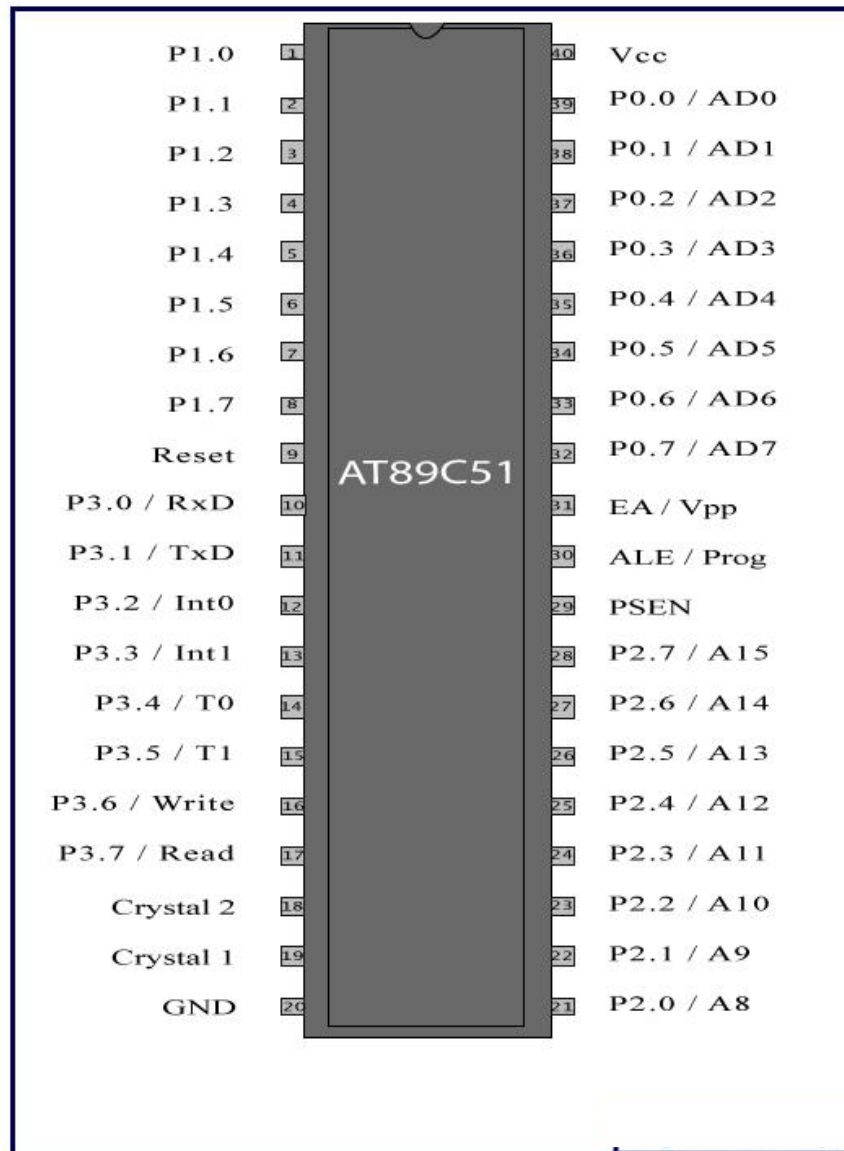 P1.0 1 40 Vcc
P1.1 2 39 P0.0 / AD0
P1.2 3 38 P0.1 / AD1
P1.3 4 37 P0.2 / AD2
P1.4 5 36 P0.3 / AD3
P1.5 6 35 P0.4 / AD4
P1.6 7 34 P0.5 / AD5
P1.7 8 33 P0.6 / AD6
Reset 9 32 P0.7 / AD7
AT89C51
P3.0 / RxD 10 31 EA / Vpp
P3.1 / TxD 11 30 ALE / Prog
P3.2 / Int0 12 29 PSEN
P3.3 / Int1 13 28 P2.7 / A15
P3.4 / T0 14 27 P2.6 / A14
P3.5 / T1 15 26 P2.5 / A13
P3.6 / Write 16 25 P2.4 / A12
P3.7 / Read 17 24 P2.3 / A11
Crystal 2 18 23 P2.2 / A10
Crystal 1 19 22 P2.1 / A9
GND 20 21 P2.0 / A8